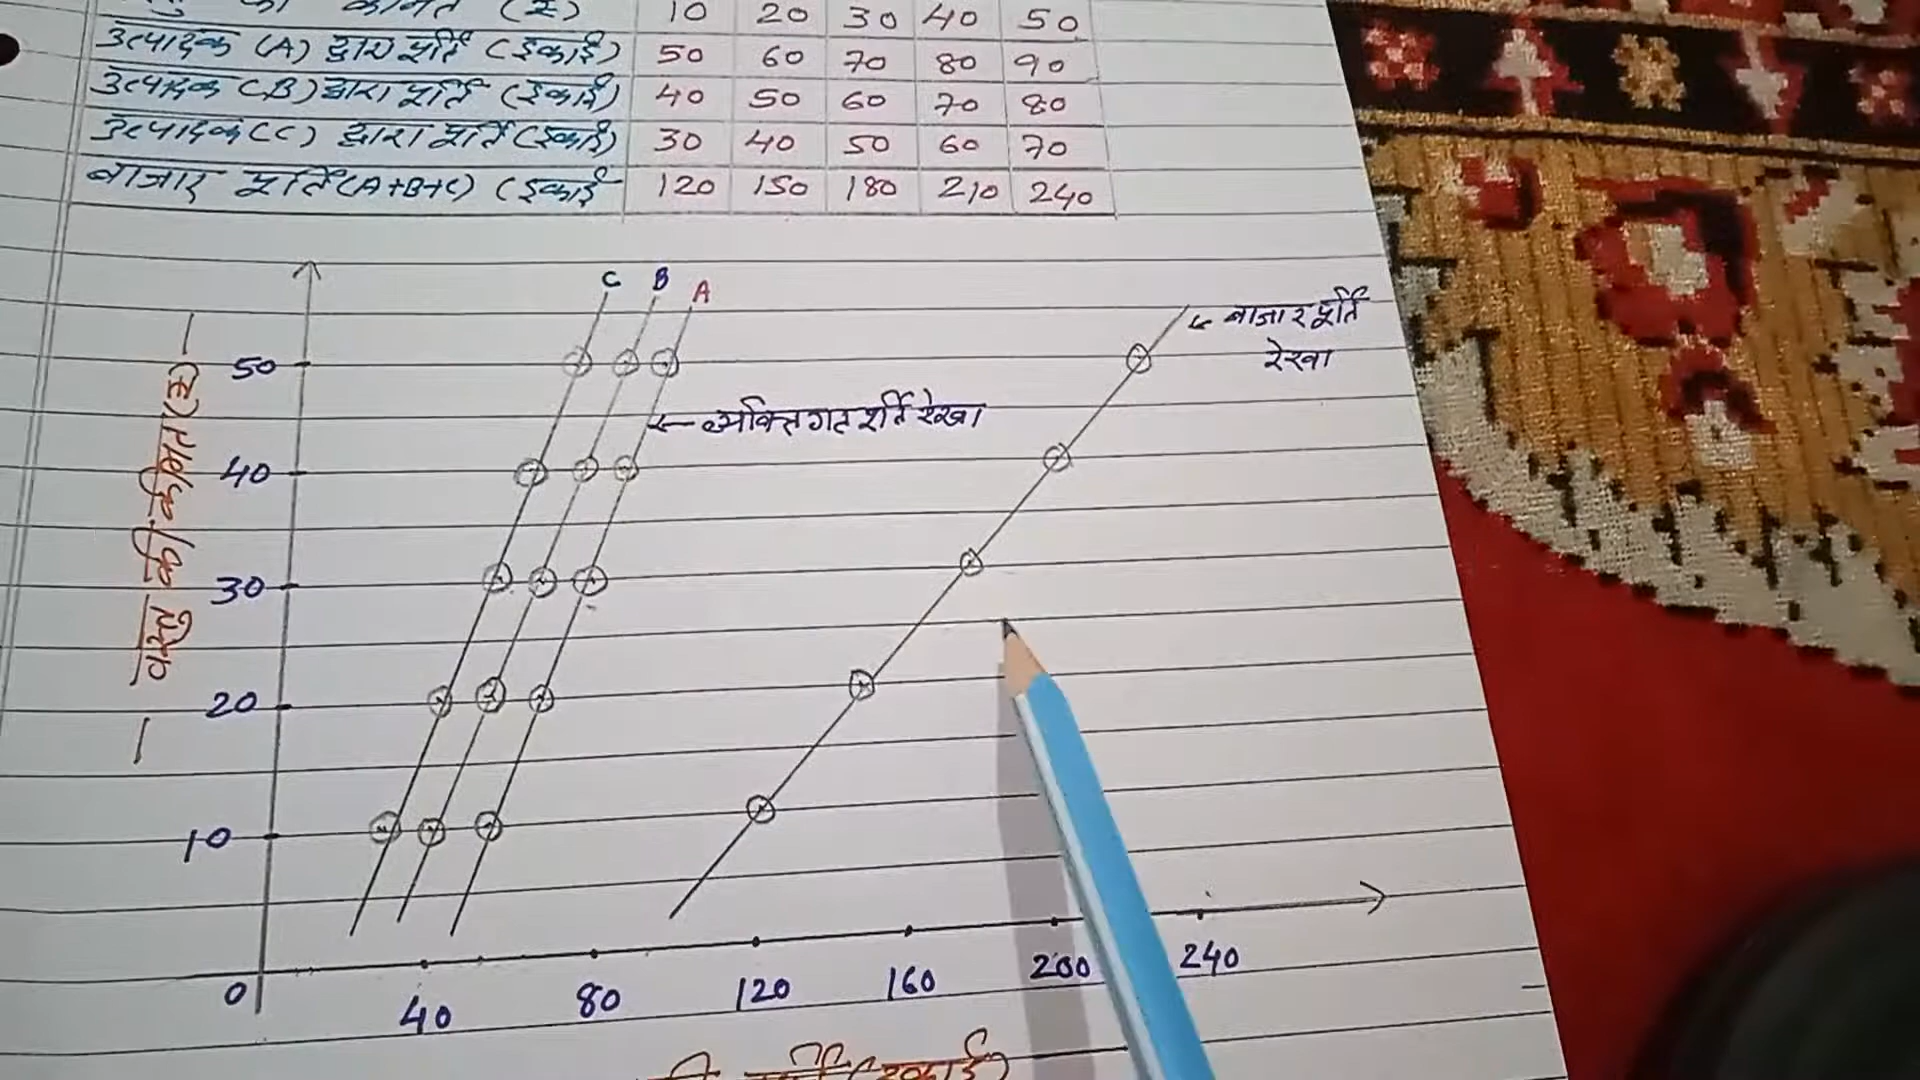 की कीमत (₹) 10 20 30 40 50
उत्पादक (A) द्वारा पूर्ति (इकाई) 50 60 70 80 90
उत्पादक (B) द्वारा पूर्ति (इकाई) 40 50 60 70 80
उत्पादक (C) द्वारा पूर्ति (इकाई) 30 40 50 60 70
बाजार पूर्ति (A+B+C) (इकाई 120 150 180 210 240
C B A
← बाजार पूर्ति
रेखा
← व्यक्तिगत पूर्ति रेखा
वस्तु की कीमत (₹)
50
40
30
20
10
0 40 80 120 160 200 240
(इकाई)